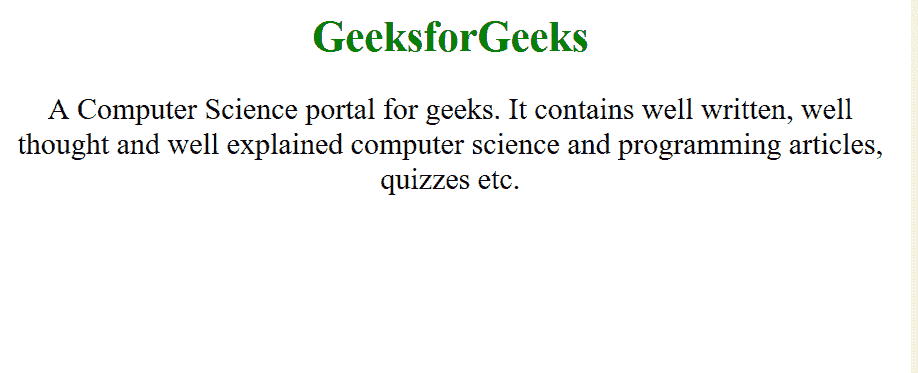 GeeksforGeeks
A Computer Science portal for geeks. It contains well written, well
thought and well explained computer science and programming articles,
quizzes etc.